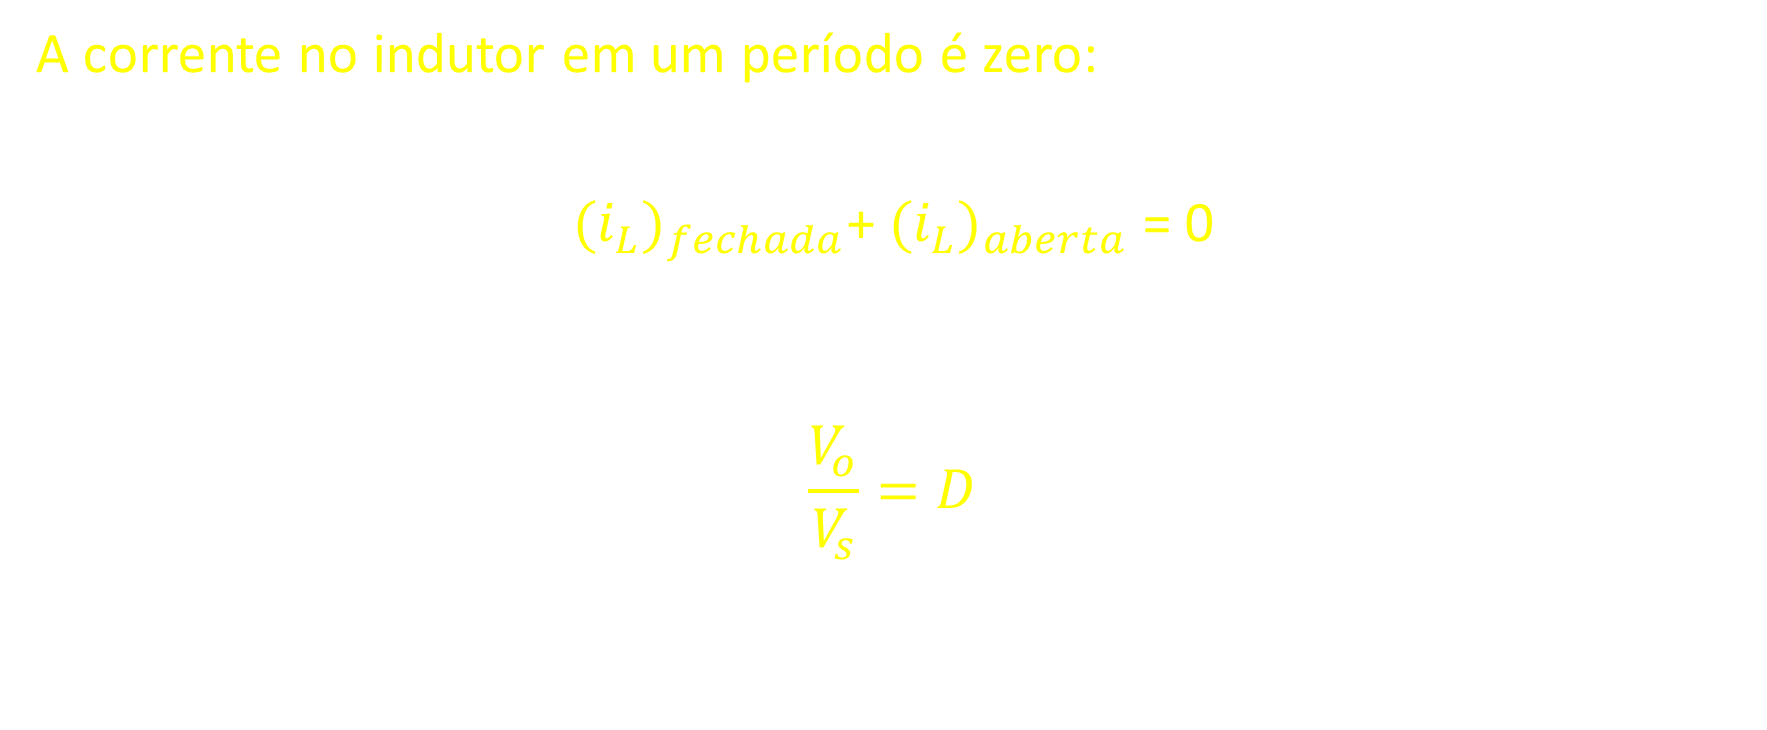 A corrente no indutor em um período é zero:
(i_L)_fechada + (i_L)_aberta = 0
V_o / V_s = D